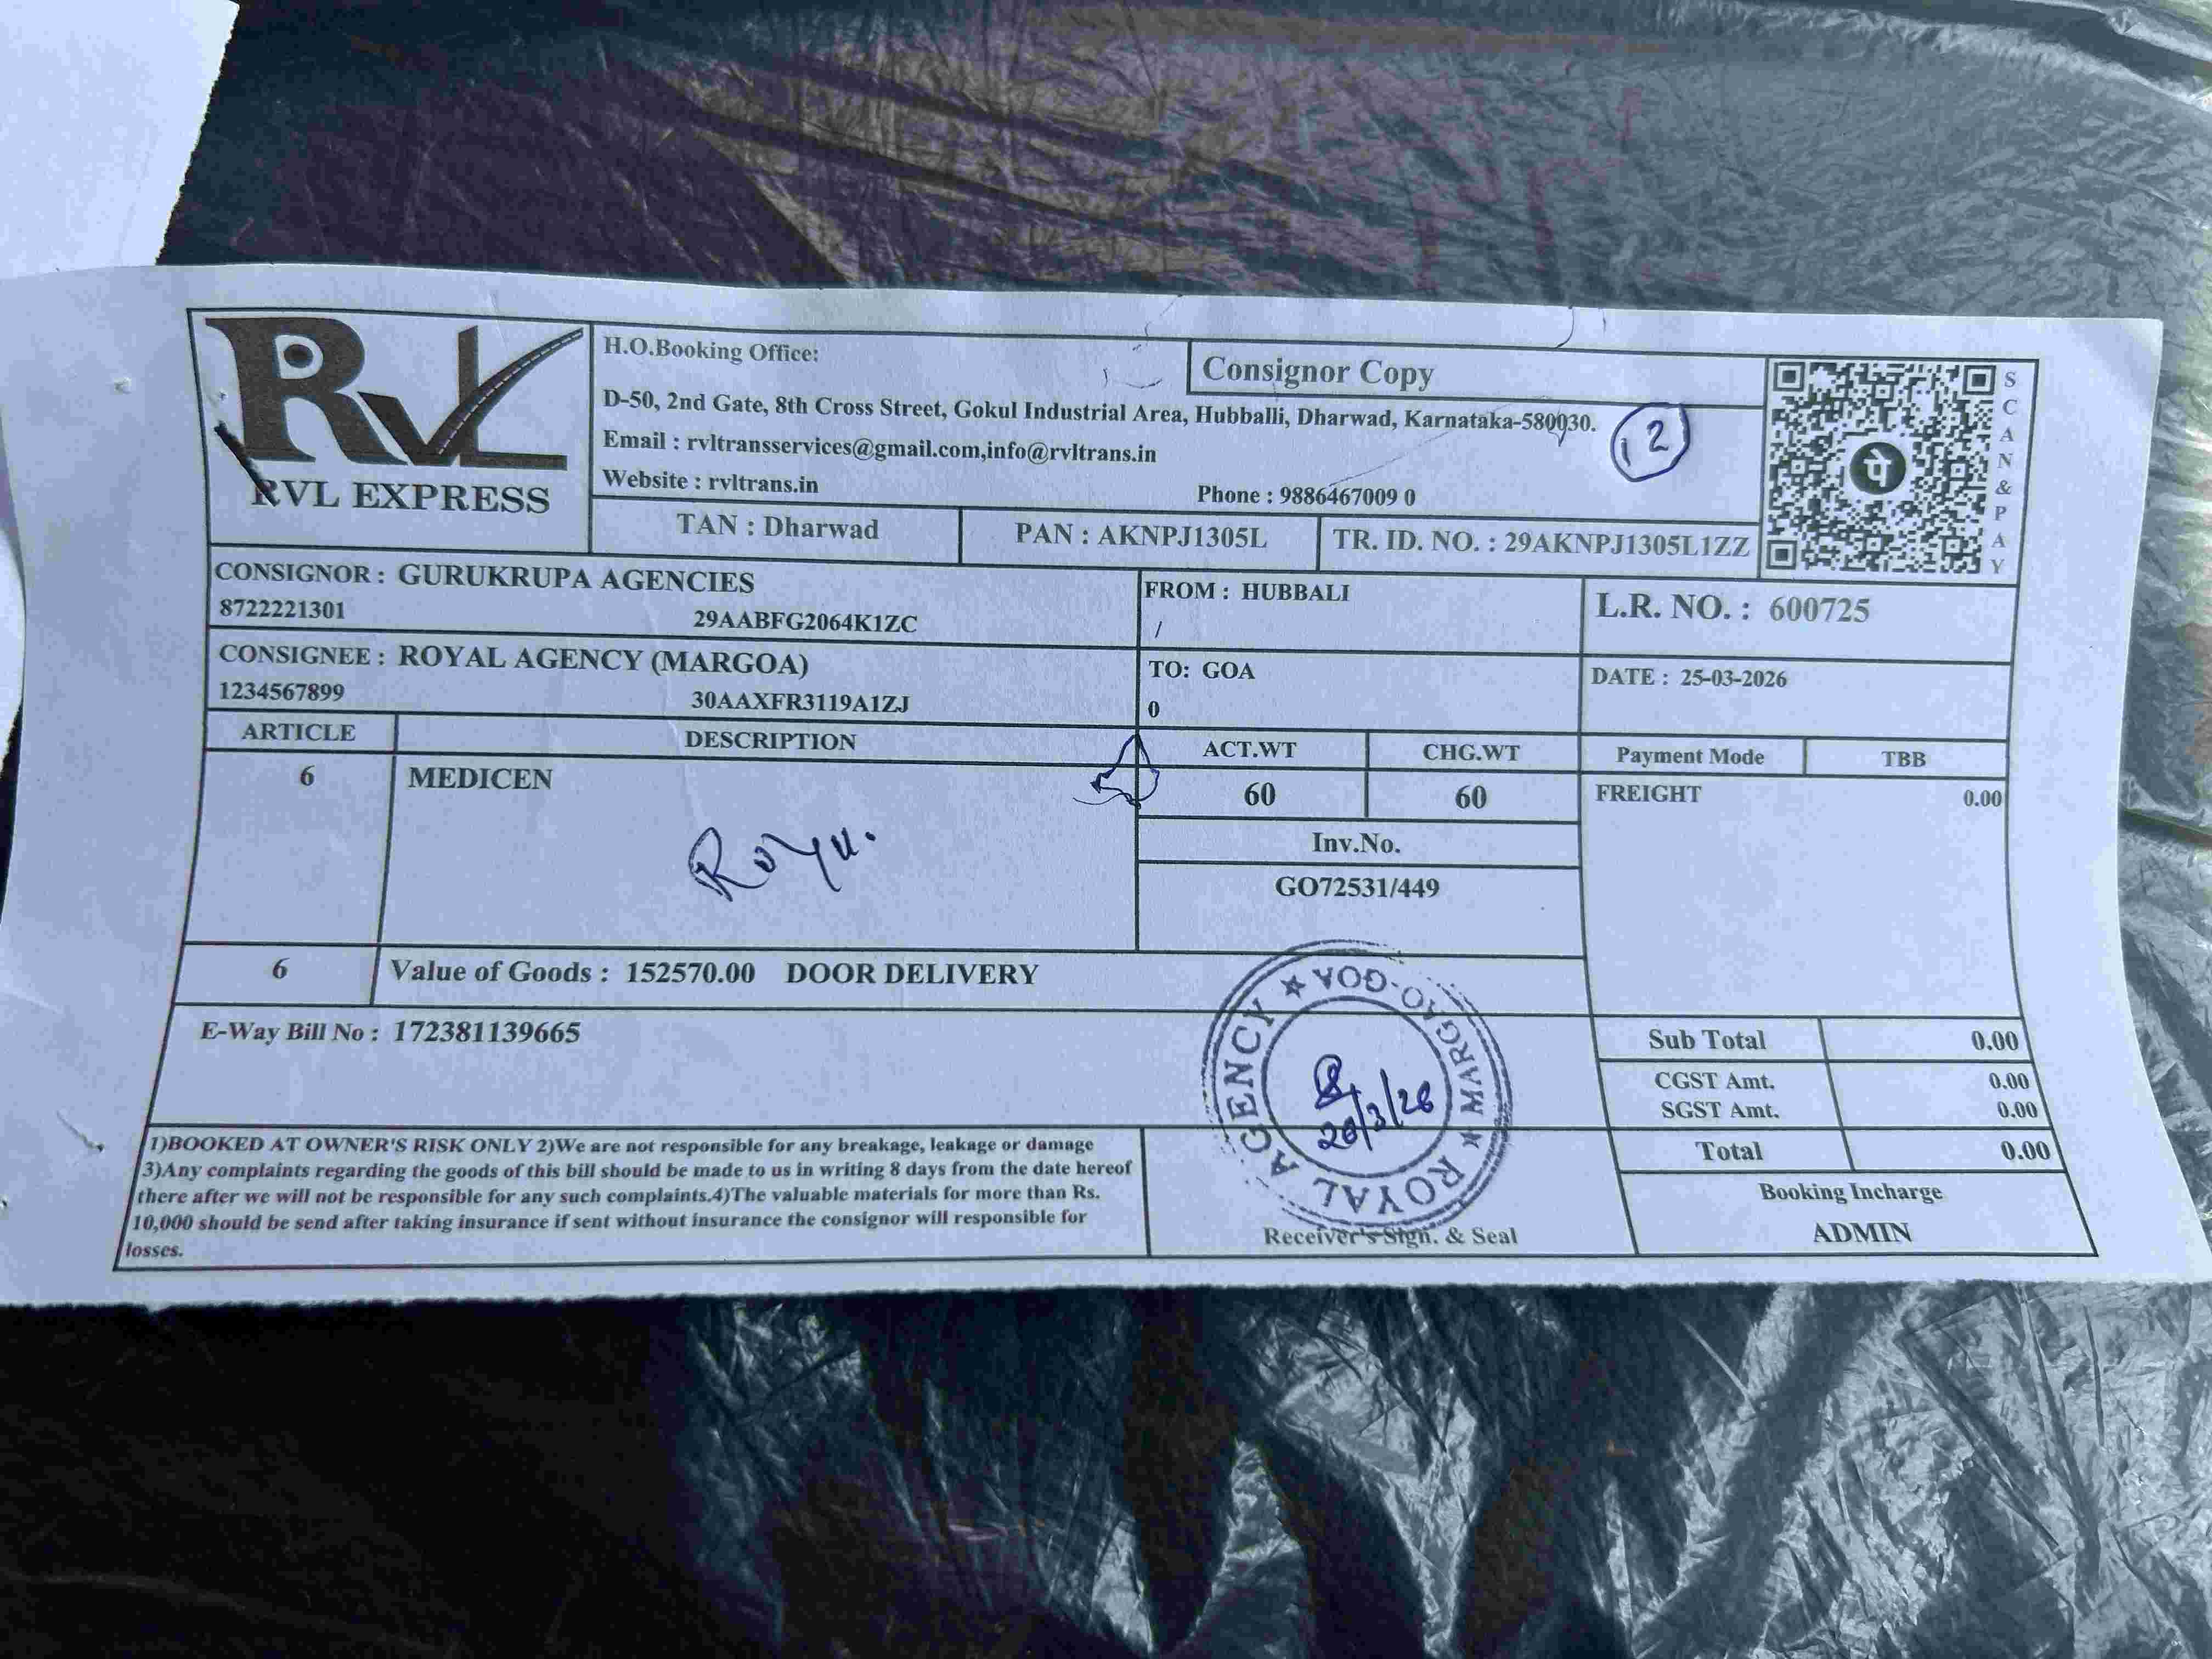 RVL
RVL EXPRESS
H.O.Booking Office:
Consignor Copy
D-50, 2nd Gate, 8th Cross Street, Gokul Industrial Area, Hubballi, Dharwad, Karnataka-580030.
Email : rvltransservices@gmail.com,info@rvltrans.in
Website : rvltrans.in
Phone : 9886467009 0
12
पे
SCAN & PAY
TAN : Dharwad
PAN : AKNPJ1305L
TR. ID. NO. : 29AKNPJ1305L1ZZ
CONSIGNOR : GURUKRUPA AGENCIES
8722221301 29AABFG2064K1ZC
FROM : HUBBALI
/
L.R. NO. : 600725
CONSIGNEE : ROYAL AGENCY (MARGOA)
1234567899 30AAXFR3119A1ZJ
TO: GOA
0
DATE : 25-03-2026
ARTICLE DESCRIPTION ACT.WT CHG.WT Payment Mode TBB
6 MEDICEN 60 60 FREIGHT 0.00
Inv.No.
GO72531/449
6 Value of Goods : 152570.00 DOOR DELIVERY
E-Way Bill No : 172381139665
Sub Total 0.00
CGST Amt. 0.00
SGST Amt. 0.00
Total 0.00
1)BOOKED AT OWNER'S RISK ONLY 2)We are not responsible for any breakage, leakage or damage
3)Any complaints regarding the goods of this bill should be made to us in writing 8 days from the date hereof
there after we will not be responsible for any such complaints.4)The valuable materials for more than Rs.
10,000 should be send after taking insurance if sent without insurance the consignor will responsible for
losses.
ROYAL AGENCY ★ MARGAO-GOA ★
Receiver's Sign. & Seal
Booking Incharge
ADMIN